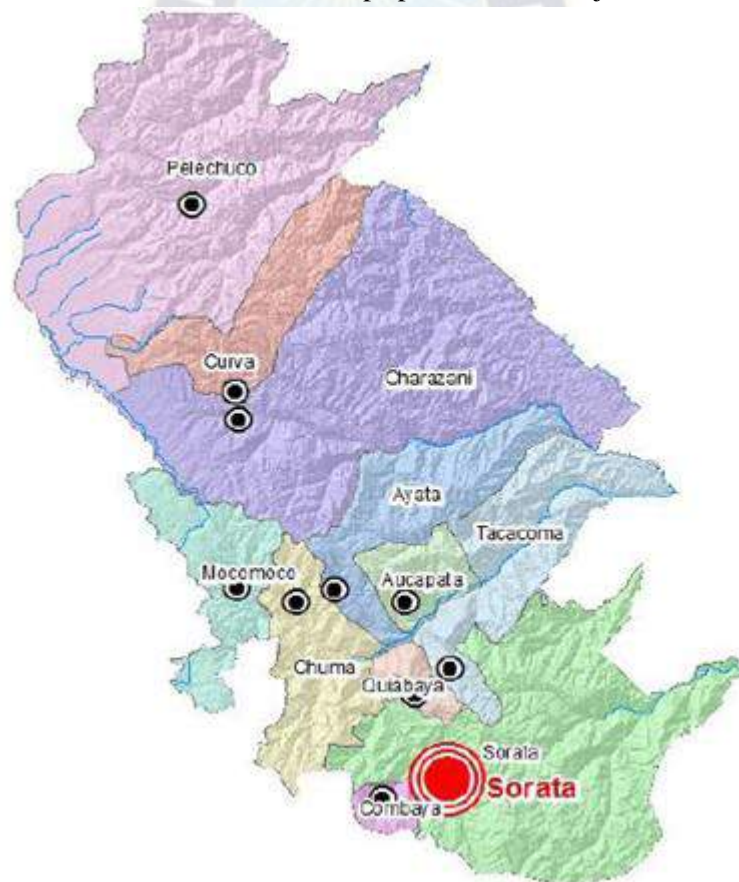 Pelechuco
Curva
Charazani
Ayata
Tacacoma
Mocomoco
Aucapata
Chuma
Quiabaya
Sorata
Sorata
Combaya